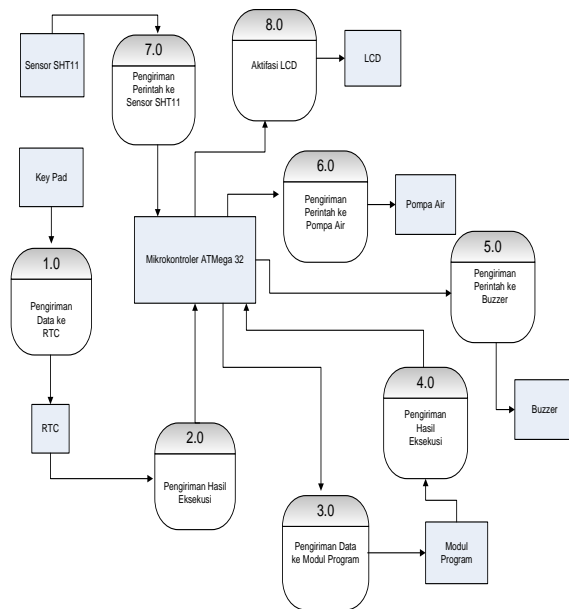 8.0
Aktifasi LCD
LCD
Sensor SHT11
7.0
Pengiriman
Perintah ke
Sensor SHT11
Key Pad
6.0
Pengiriman
Perintah ke
Pompa Air
Pompa Air
1.0
Pengiriman
Data ke
RTC
Mikrokontroler ATMega 32
5.0
Pengiriman
Perintah ke
Buzzer
4.0
Pengiriman
Hasil
Eksekusi
Buzzer
RTC
2.0
Pengiriman Hasil
Eksekusi
3.0
Pengiriman Data
ke Modul Program
Modul
Program